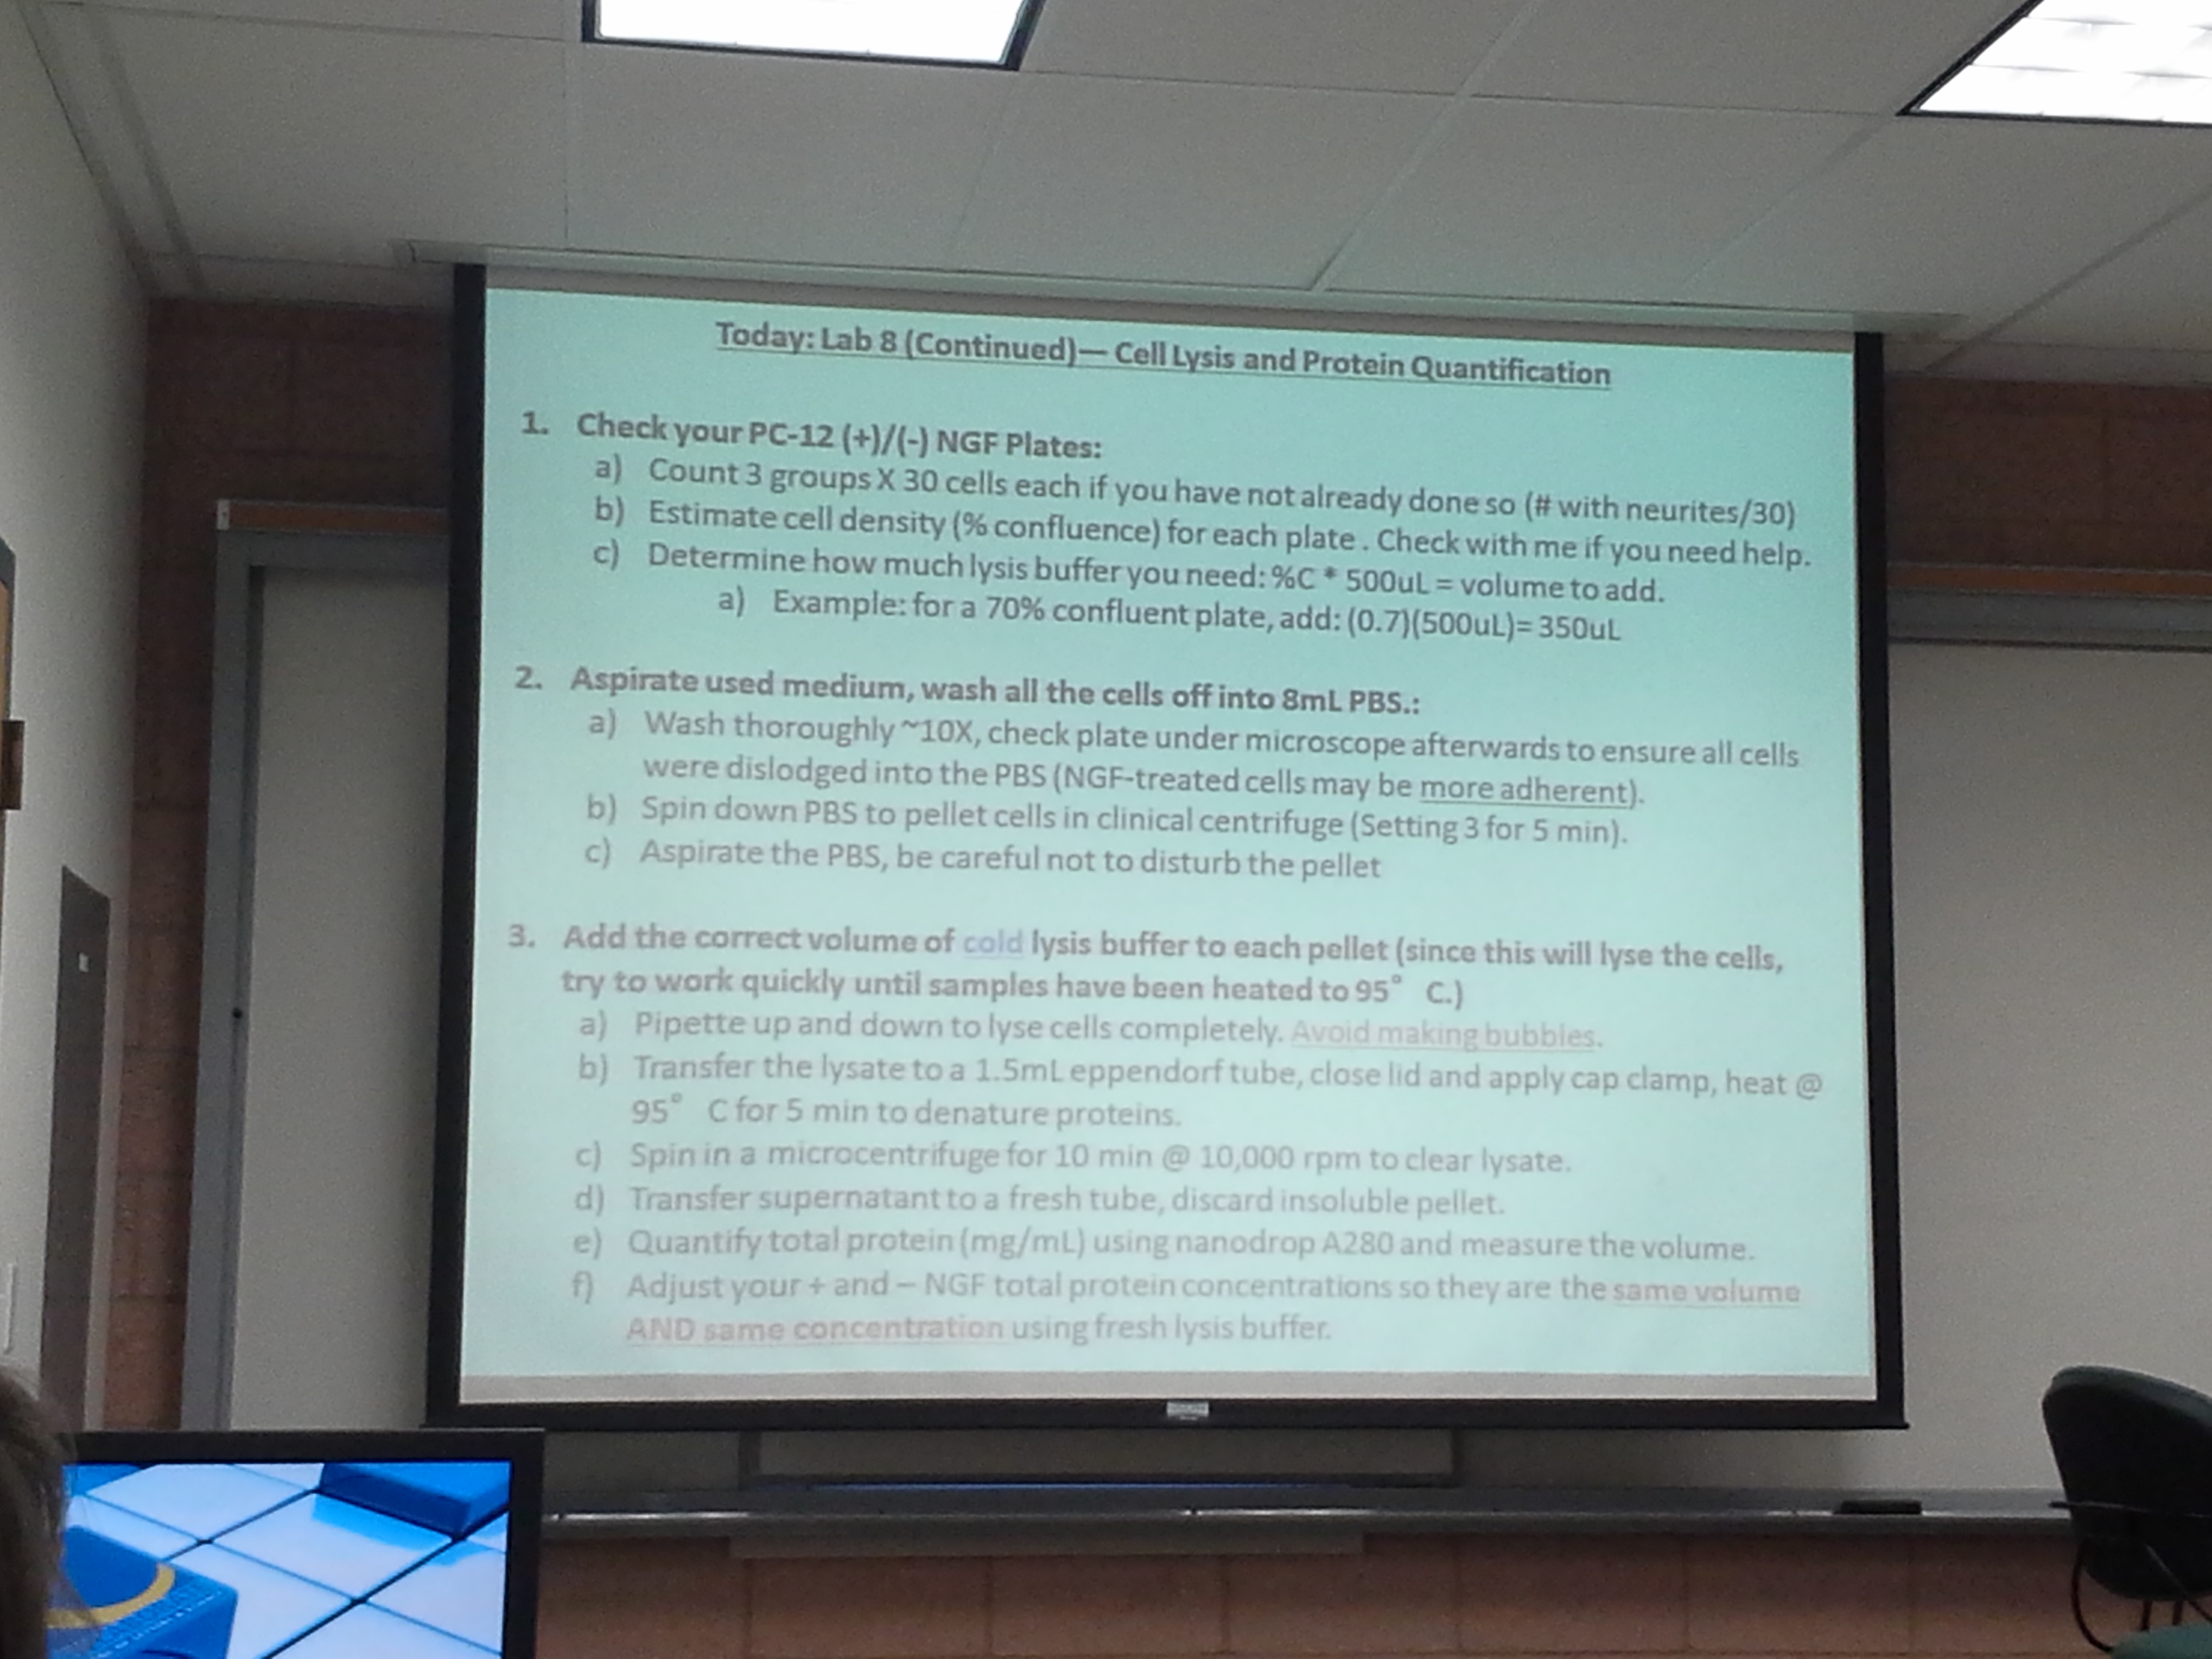 Today: Lab 8 (Continued)— Cell Lysis and Protein Quantification
1. Check your PC-12 (+)/(-) NGF Plates:
a) Count 3 groups X 30 cells each if you have not already done so (# with neurites/30)
b) Estimate cell density (% confluence) for each plate . Check with me if you need help.
c) Determine how much lysis buffer you need: %C * 500uL = volume to add.
a) Example: for a 70% confluent plate, add: (0.7)(500uL)= 350uL
2. Aspirate used medium, wash all the cells off into 8mL PBS.:
a) Wash thoroughly ~10X, check plate under microscope afterwards to ensure all cells
were dislodged into the PBS (NGF-treated cells may be more adherent).
b) Spin down PBS to pellet cells in clinical centrifuge (Setting 3 for 5 min).
c) Aspirate the PBS, be careful not to disturb the pellet
3. Add the correct volume of cold lysis buffer to each pellet (since this will lyse the cells,
try to work quickly until samples have been heated to 95° C.)
a) Pipette up and down to lyse cells completely. Avoid making bubbles.
b) Transfer the lysate to a 1.5mL eppendorf tube, close lid and apply cap clamp, heat @
95° C for 5 min to denature proteins.
c) Spin in a microcentrifuge for 10 min @ 10,000 rpm to clear lysate.
d) Transfer supernatant to a fresh tube, discard insoluble pellet.
e) Quantify total protein (mg/mL) using nanodrop A280 and measure the volume.
f) Adjust your + and – NGF total protein concentrations so they are the same volume
AND same concentration using fresh lysis buffer.